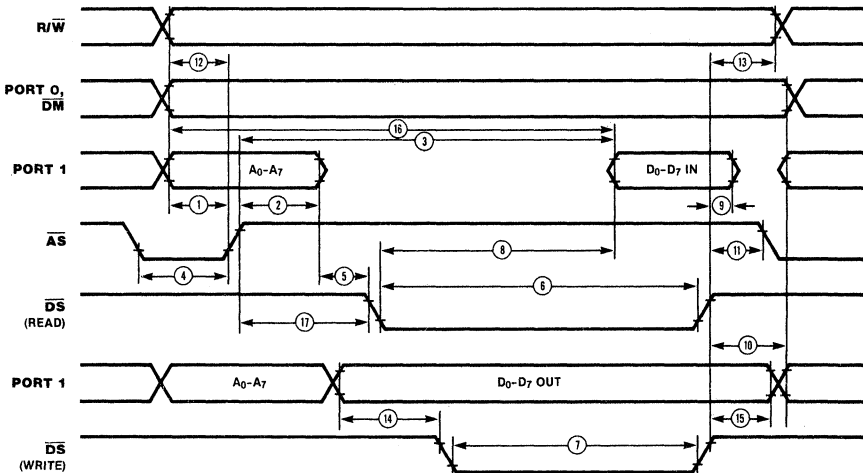 R/W̅
12
13
PORT 0,
D̅M̅
16
3
PORT 1
A₀-A₇
D₀-D₇ IN
1
2
9
A̅S̅
8
11
4
5
6
D̅S̅
(READ)
17
10
PORT 1
A₀-A₇
D₀-D₇ OUT
14
15
7
D̅S̅
(WRITE)